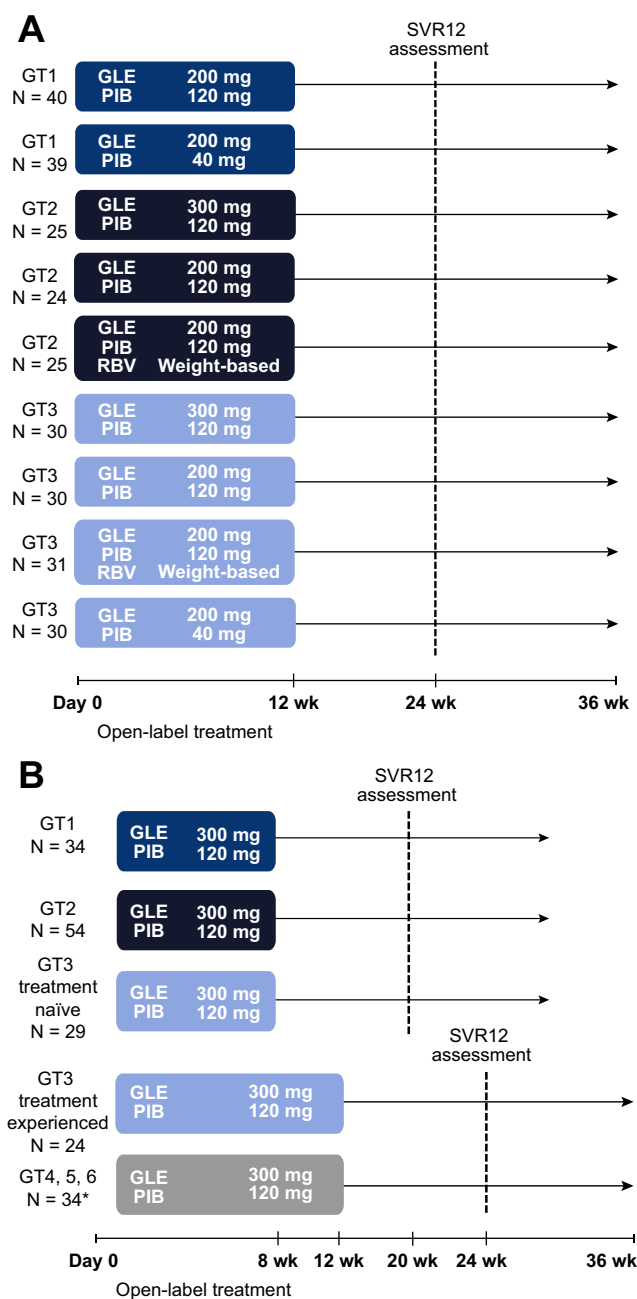 A
SVR12
assessment
GT1
N = 40
GLE 200 mg
PIB 120 mg
GT1
N = 39
GLE 200 mg
PIB 40 mg
GT2
N = 25
GLE 300 mg
PIB 120 mg
GT2
N = 24
GLE 200 mg
PIB 120 mg
GT2
N = 25
GLE 200 mg
PIB 120 mg
RBV Weight-based
GT3
N = 30
GLE 300 mg
PIB 120 mg
GT3
N = 30
GLE 200 mg
PIB 120 mg
GT3
N = 31
GLE 200 mg
PIB 120 mg
RBV Weight-based
GT3
N = 30
GLE 200 mg
PIB 40 mg
Day 0 12 wk 24 wk 36 wk
Open-label treatment
B
SVR12
assessment
GT1
N = 34
GLE 300 mg
PIB 120 mg
GT2
N = 54
GLE 300 mg
PIB 120 mg
GT3
treatment
naïve
N = 29
GLE 300 mg
PIB 120 mg
SVR12
assessment
GT3
treatment
experienced
N = 24
GLE 300 mg
PIB 120 mg
GT4, 5, 6
N = 34*
GLE 300 mg
PIB 120 mg
Day 0 8 wk 12 wk 20 wk 24 wk 36 wk
Open-label treatment